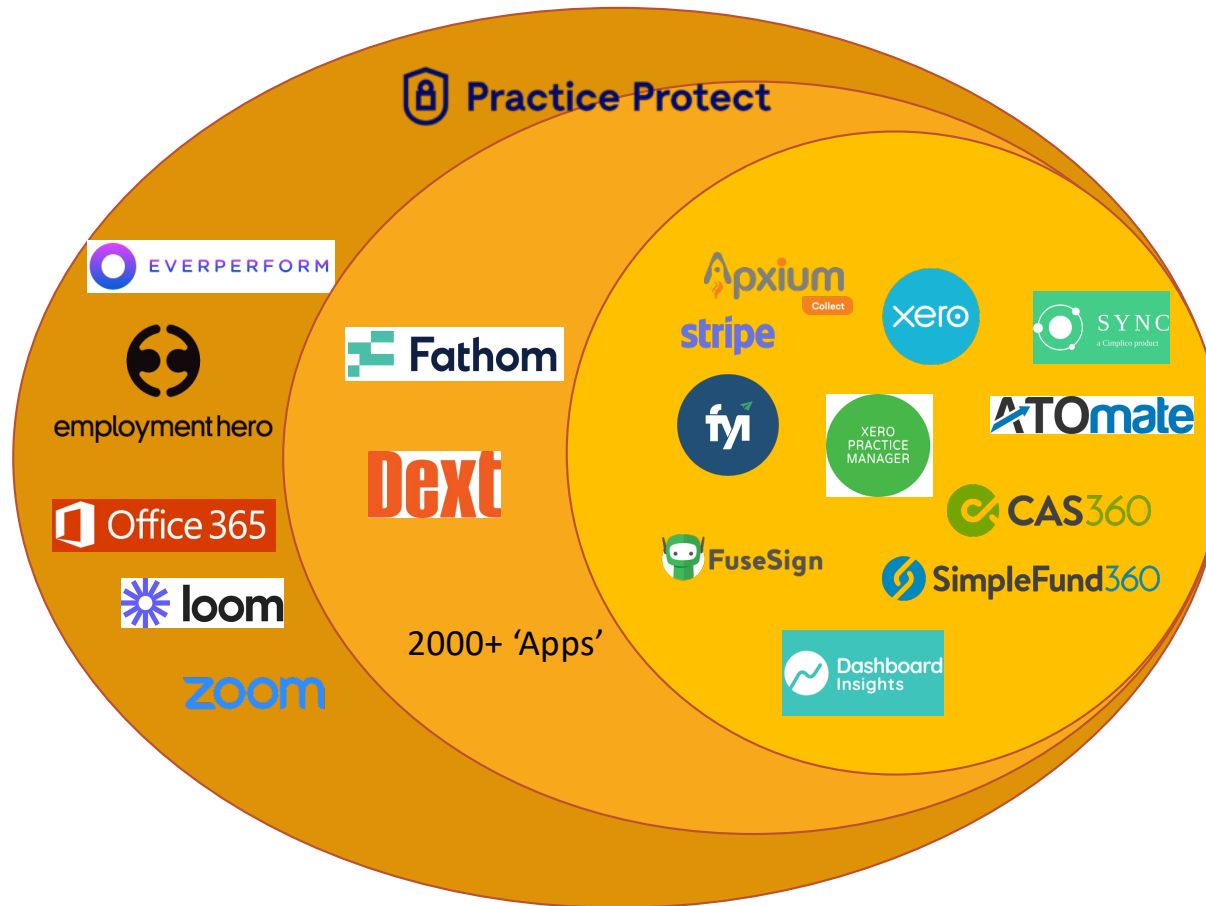 Practice Protect
EVERPERFORM
employmenthero
Office 365
loom
zoom
Fathom
Dext
2000+ ‘Apps’
Apxium
Collect
stripe
xero
SYNC
a Cimplico product
fyi
XERO
PRACTICE
MANAGER
ATOmate
CAS360
FuseSign
SimpleFund360
Dashboard
Insights